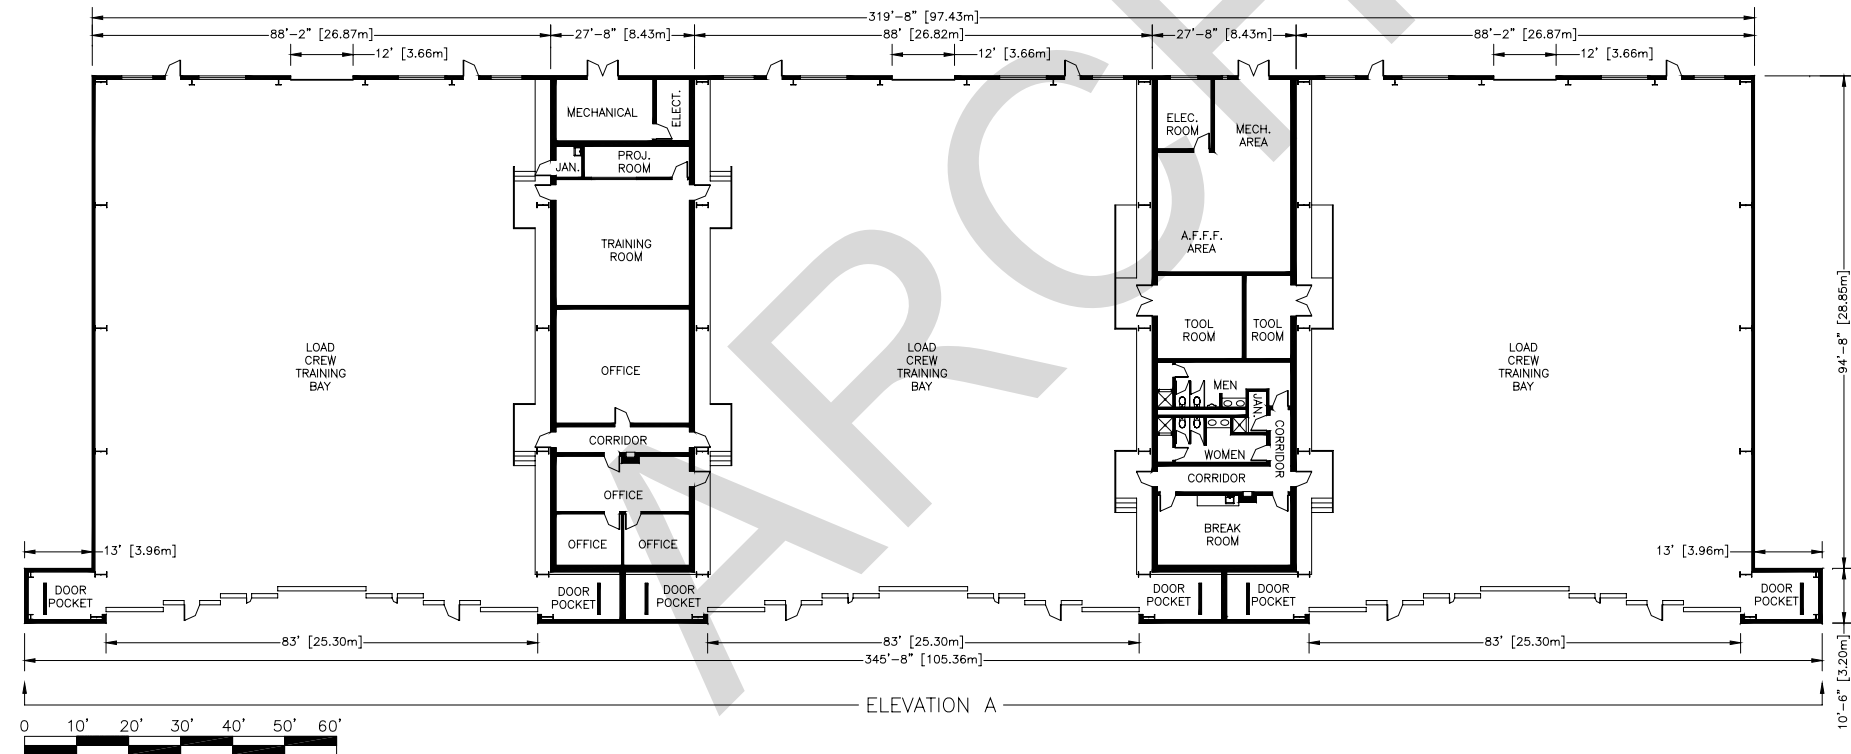 319'-8" [97.43m]
88'-2" [26.87m] 27'-8" [8.43m] 88' [26.82m] 27'-8" [8.43m] 88'-2" [26.87m]
12' [3.66m] 12' [3.66m] 12' [3.66m]
MECHANICAL
ELECT.
JAN.
PROJ.
ROOM
TRAINING
ROOM
OFFICE
CORRIDOR
OFFICE
OFFICE OFFICE
ELEC.
ROOM
MECH.
AREA
A.F.F.F.
AREA
TOOL
ROOM
TOOL
ROOM
MEN
JAN.
WOMEN
CORRIDOR
CORRIDOR
BREAK
ROOM
LOAD
CREW
TRAINING
BAY
LOAD
CREW
TRAINING
BAY
LOAD
CREW
TRAINING
BAY
94'-8" [28.85m]
13' [3.96m] 13' [3.96m]
DOOR
POCKET
DOOR
POCKET
DOOR
POCKET
DOOR
POCKET
DOOR
POCKET
DOOR
POCKET
83' [25.30m] 83' [25.30m] 83' [25.30m]
345'-8" [105.36m]
10'-6" [3.20m]
ELEVATION A
0 10' 20' 30' 40' 50' 60'
ARCH